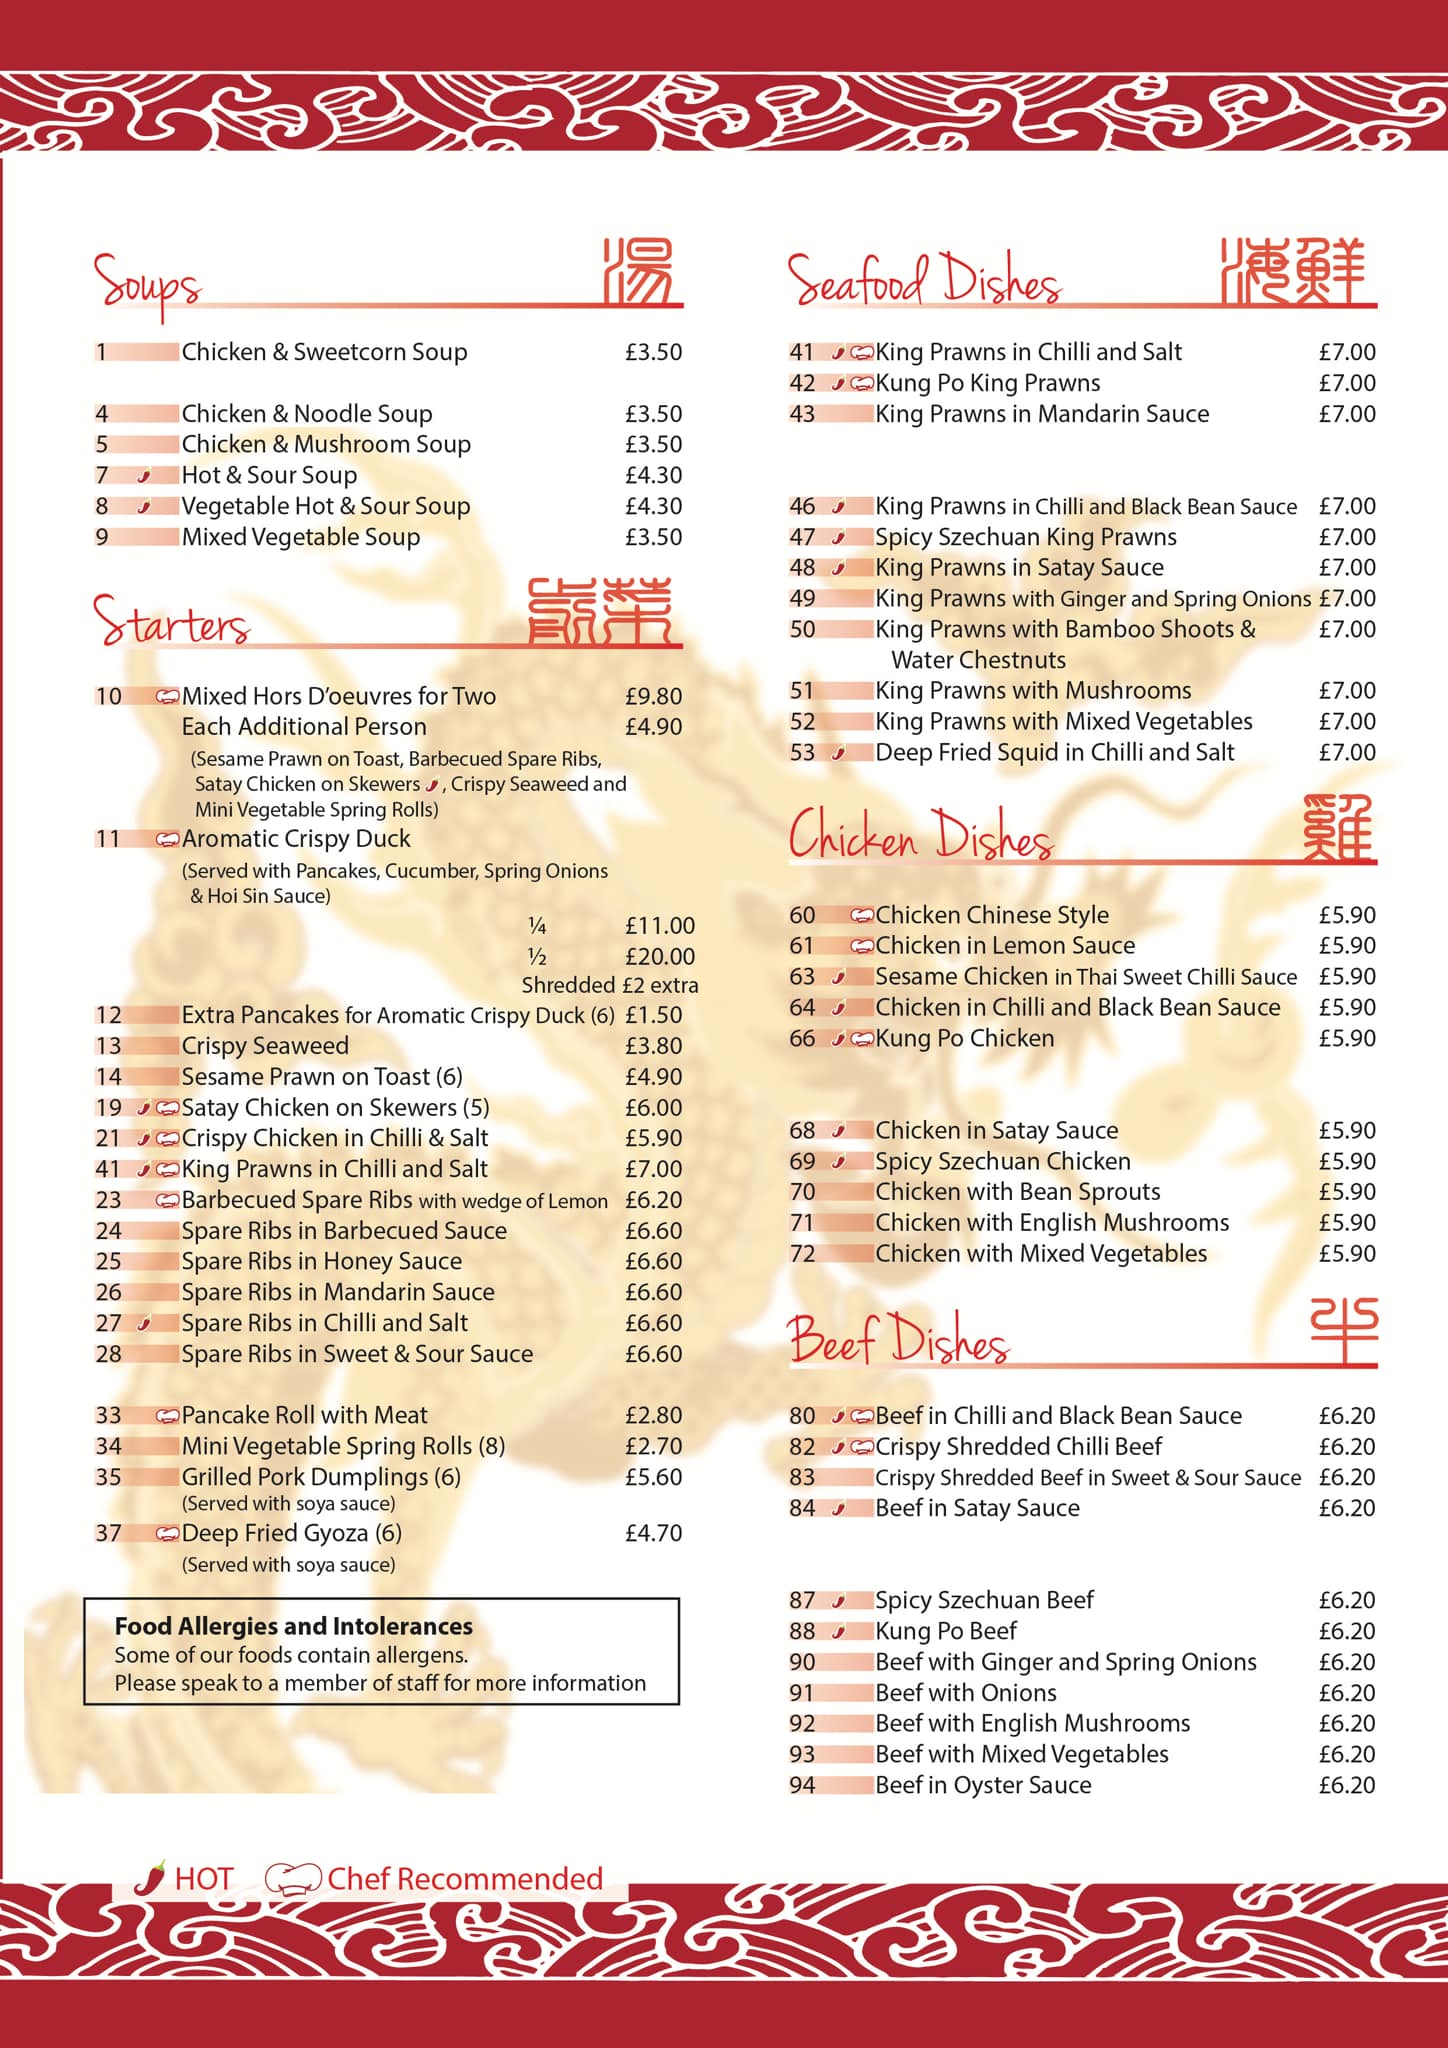 Soups 湯
1 Chicken & Sweetcorn Soup £3.50
4 Chicken & Noodle Soup £3.50
5 Chicken & Mushroom Soup £3.50
7 Hot & Sour Soup £4.30
8 Vegetable Hot & Sour Soup £4.30
9 Mixed Vegetable Soup £3.50
Starters
10 Mixed Hors D'oeuvres for Two £9.80
Each Additional Person £4.90
(Sesame Prawn on Toast, Barbecued Spare Ribs,
Satay Chicken on Skewers , Crispy Seaweed and
Mini Vegetable Spring Rolls)
11 Aromatic Crispy Duck
(Served with Pancakes, Cucumber, Spring Onions
& Hoi Sin Sauce)
¼ £11.00
½ £20.00
Shredded £2 extra
12 Extra Pancakes for Aromatic Crispy Duck (6) £1.50
13 Crispy Seaweed £3.80
14 Sesame Prawn on Toast (6) £4.90
19 Satay Chicken on Skewers (5) £6.00
21 Crispy Chicken in Chilli & Salt £5.90
41 King Prawns in Chilli and Salt £7.00
23 Barbecued Spare Ribs with wedge of Lemon £6.20
24 Spare Ribs in Barbecued Sauce £6.60
25 Spare Ribs in Honey Sauce £6.60
26 Spare Ribs in Mandarin Sauce £6.60
27 Spare Ribs in Chilli and Salt £6.60
28 Spare Ribs in Sweet & Sour Sauce £6.60
33 Pancake Roll with Meat £2.80
34 Mini Vegetable Spring Rolls (8) £2.70
35 Grilled Pork Dumplings (6) £5.60
(Served with soya sauce)
37 Deep Fried Gyoza (6) £4.70
(Served with soya sauce)
Food Allergies and Intolerances
Some of our foods contain allergens.
Please speak to a member of staff for more information
Seafood Dishes 海鮮
41 King Prawns in Chilli and Salt £7.00
42 Kung Po King Prawns £7.00
43 King Prawns in Mandarin Sauce £7.00
46 King Prawns in Chilli and Black Bean Sauce £7.00
47 Spicy Szechuan King Prawns £7.00
48 King Prawns in Satay Sauce £7.00
49 King Prawns with Ginger and Spring Onions £7.00
50 King Prawns with Bamboo Shoots & £7.00
Water Chestnuts
51 King Prawns with Mushrooms £7.00
52 King Prawns with Mixed Vegetables £7.00
53 Deep Fried Squid in Chilli and Salt £7.00
Chicken Dishes 雞
60 Chicken Chinese Style £5.90
61 Chicken in Lemon Sauce £5.90
63 Sesame Chicken in Thai Sweet Chilli Sauce £5.90
64 Chicken in Chilli and Black Bean Sauce £5.90
66 Kung Po Chicken £5.90
68 Chicken in Satay Sauce £5.90
69 Spicy Szechuan Chicken £5.90
70 Chicken with Bean Sprouts £5.90
71 Chicken with English Mushrooms £5.90
72 Chicken with Mixed Vegetables £5.90
Beef Dishes 牛
80 Beef in Chilli and Black Bean Sauce £6.20
82 Crispy Shredded Chilli Beef £6.20
83 Crispy Shredded Beef in Sweet & Sour Sauce £6.20
84 Beef in Satay Sauce £6.20
87 Spicy Szechuan Beef £6.20
88 Kung Po Beef £6.20
90 Beef with Ginger and Spring Onions £6.20
91 Beef with Onions £6.20
92 Beef with English Mushrooms £6.20
93 Beef with Mixed Vegetables £6.20
94 Beef in Oyster Sauce £6.20
HOT Chef Recommended